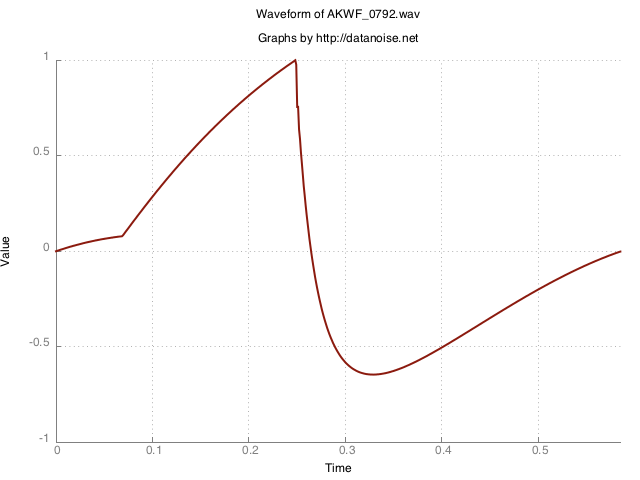 Waveform of AKWF_0792.wav
Graphs by http://datanoise.net
1
0.5
0
-0.5
-1
Value
0 0.1 0.2 0.3 0.4 0.5
Time